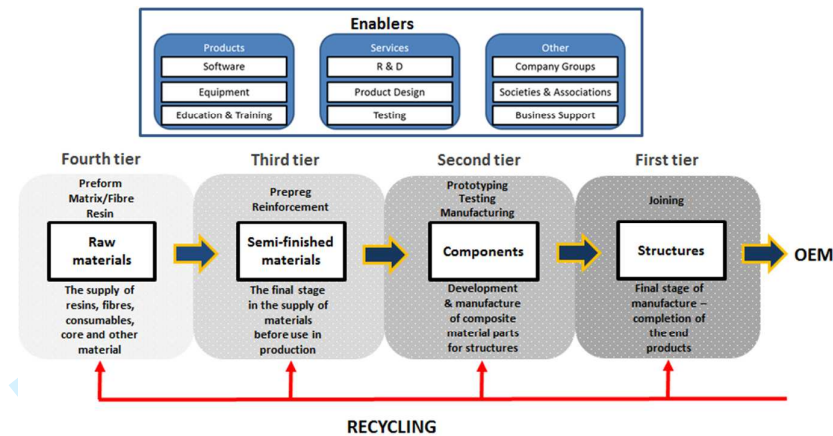 Enablers
Products
Software
Equipment
Education & Training
Services
R & D
Product Design
Testing
Other
Company Groups
Societies & Associations
Business Support
Fourth tier
Preform
Matrix/Fibre
Resin
Raw
materials
The supply of
resins, fibres,
consumables,
core and other
material
Third tier
Prepreg
Reinforcement
Semi-finished
materials
The final stage
in the supply of
materials
before use in
production
Second tier
Prototyping
Testing
Manufacturing
Components
Development
& manufacture
of composite
material parts
for structures
First tier
Joining
Structures
Final stage of
manufacture –
completion of
the end
products
OEM
RECYCLING